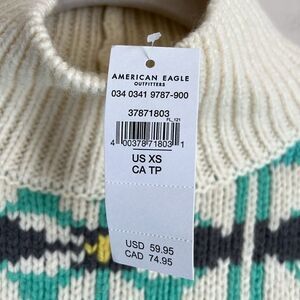 AMERICAN EAGLE
OUTFITTERS
034 0341 9787-900
37871803
FL_121
4 00378 71803 1
US XS
CA TP
USD 59.95
CAD 74.95